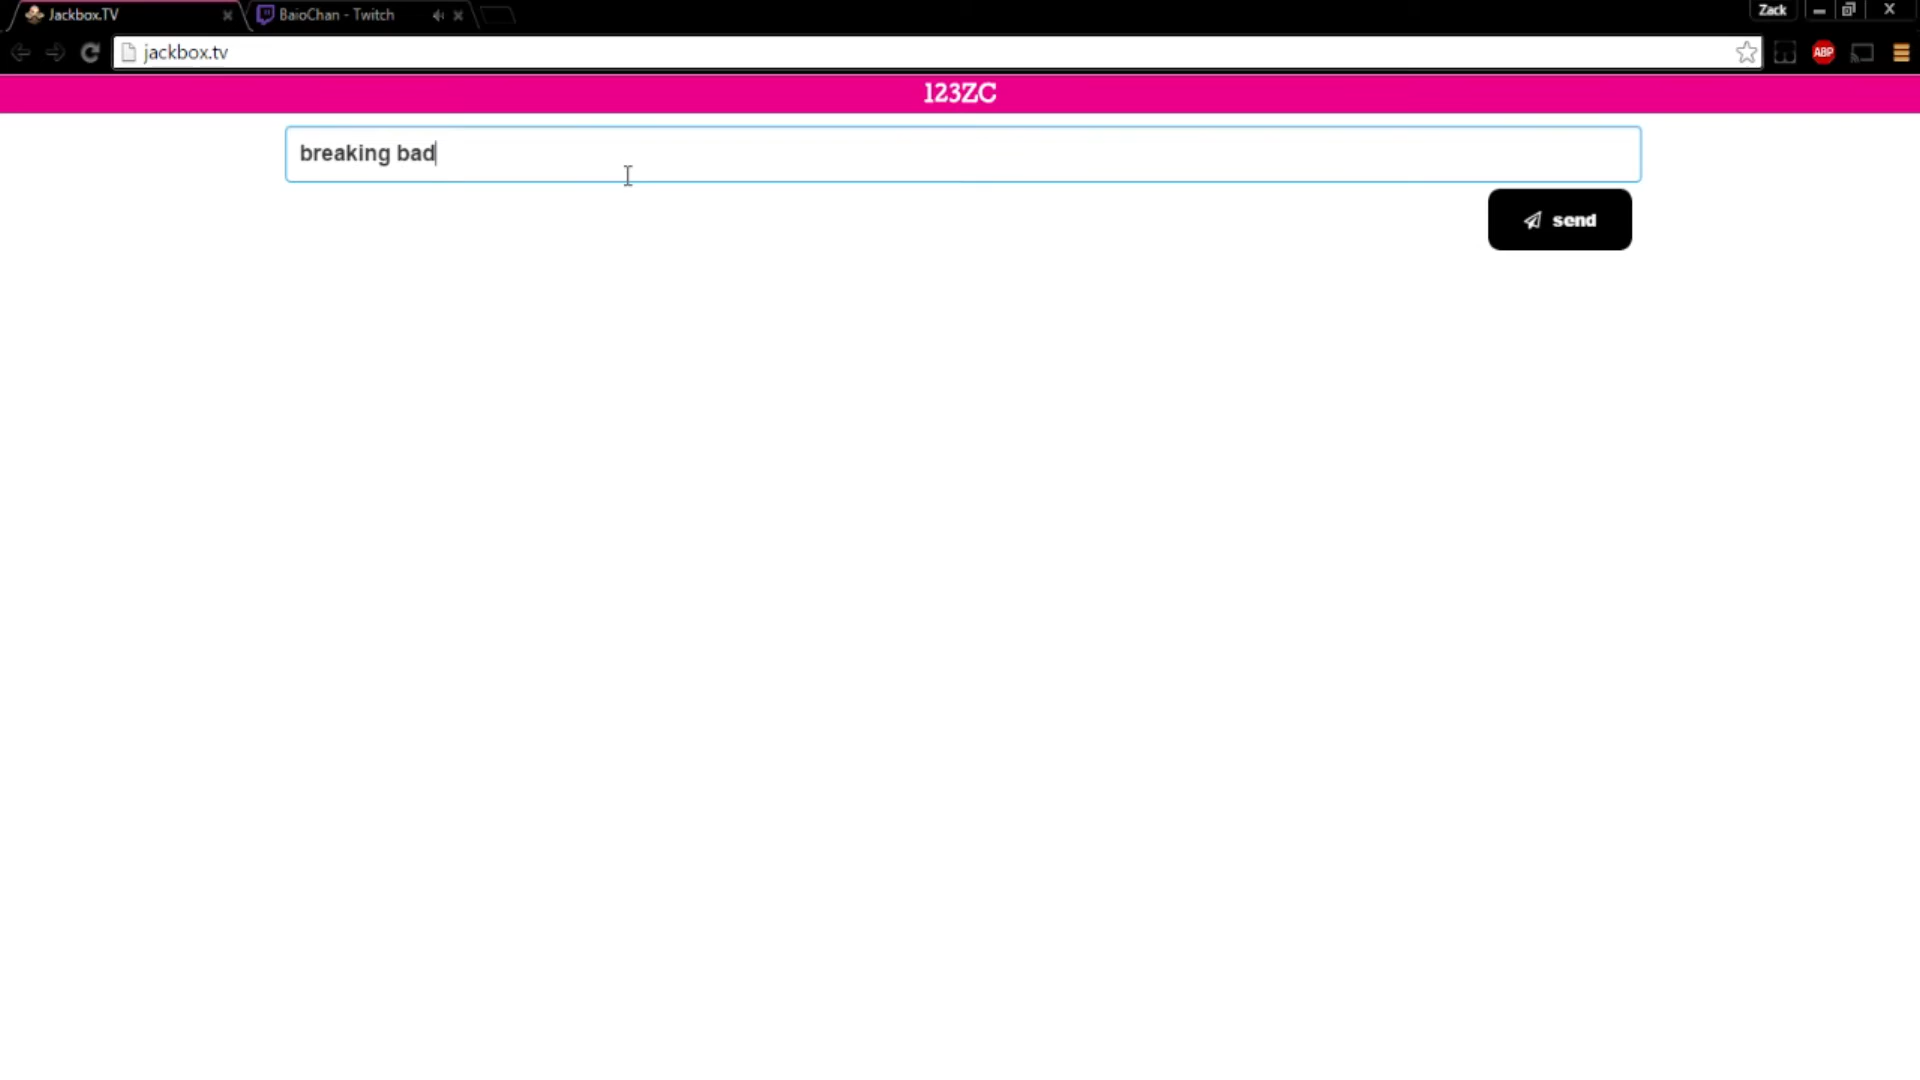 Jackbox.TV
BaioChan - Twitch
Zack
jackbox.tv
ABP
123ZC
breaking bad
send